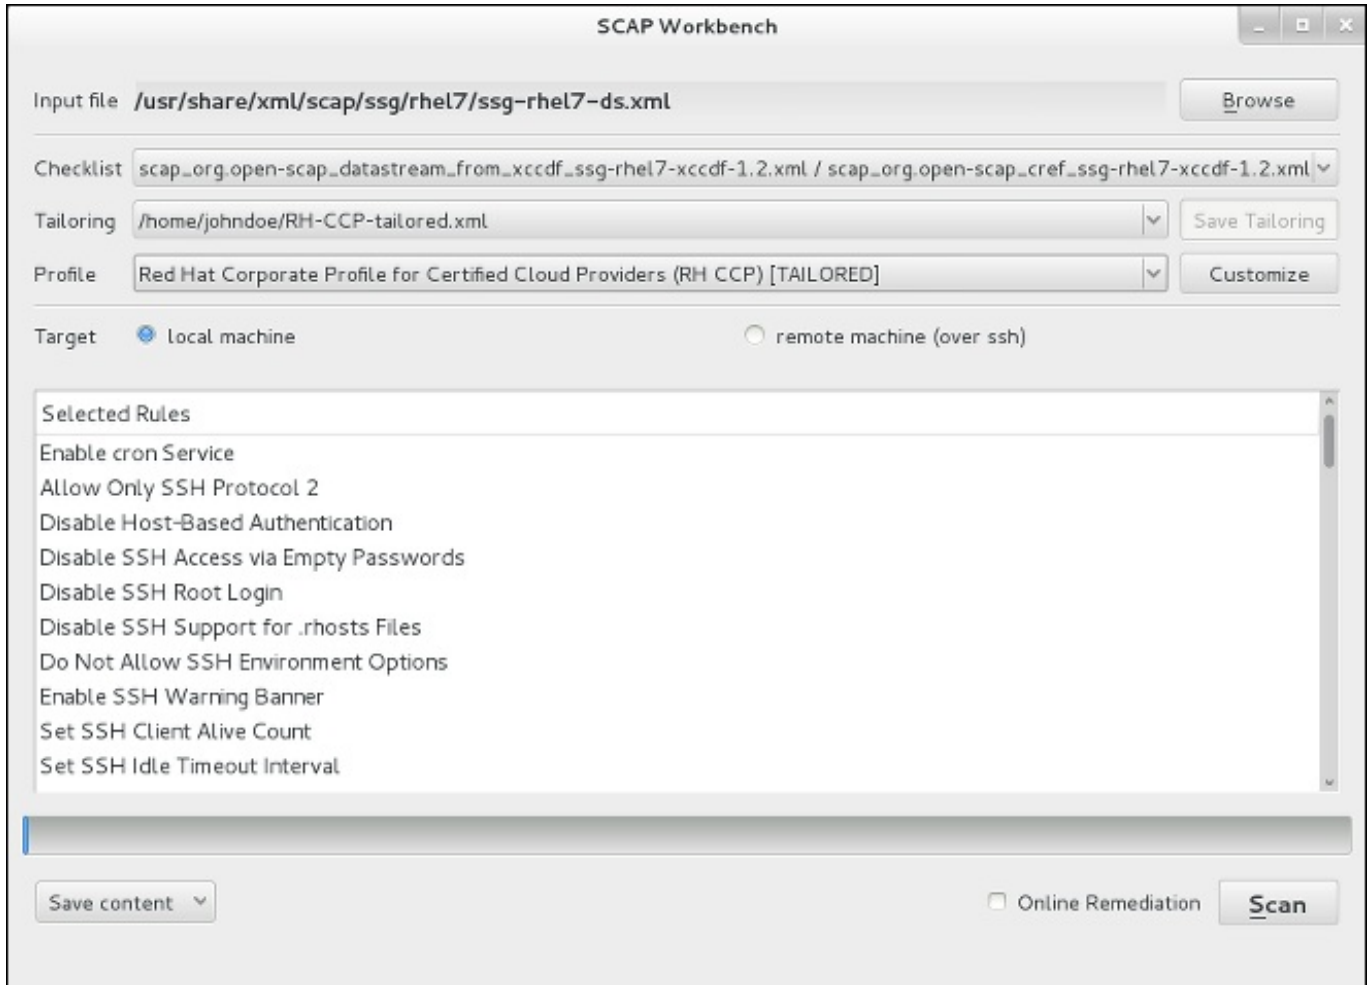 SCAP Workbench
Input file /usr/share/xml/scap/ssg/rhel7/ssg-rhel7-ds.xml Browse
Checklist scap_org.open-scap_datastream_from_xccdf_ssg-rhel7-xccdf-1.2.xml / scap_org.open-scap_cref_ssg-rhel7-xccdf-1.2.xml
Tailoring /home/johndoe/RH-CCP-tailored.xml Save Tailoring
Profile Red Hat Corporate Profile for Certified Cloud Providers (RH CCP) [TAILORED] Customize
Target local machine remote machine (over ssh)
Selected Rules
Enable cron Service
Allow Only SSH Protocol 2
Disable Host-Based Authentication
Disable SSH Access via Empty Passwords
Disable SSH Root Login
Disable SSH Support for .rhosts Files
Do Not Allow SSH Environment Options
Enable SSH Warning Banner
Set SSH Client Alive Count
Set SSH Idle Timeout Interval
Save content Online Remediation Scan